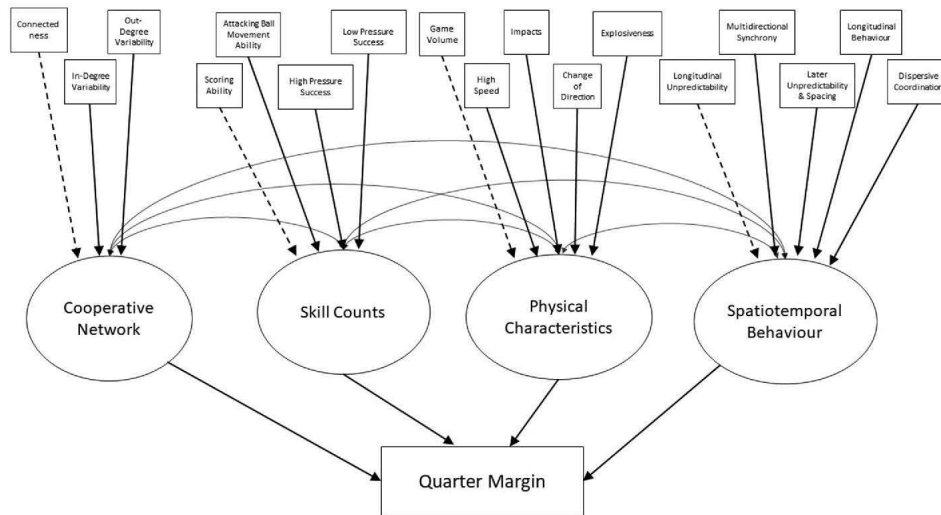 Connected
ness
Out-
Degree
Variability
In-Degree
Variability
Attacking Ball
Movement
Ability
Low Pressure
Success
Scoring
Ability
High Pressure
Success
Game
Volume
Impacts
Explosiveness
High
Speed
Change
of
Direction
Multidirectional
Synchrony
Longitudinal
Behaviour
Longitudinal
Unpredictability
Later
Unpredictability
& Spacing
Dispersive
Coordination
Cooperative
Network
Skill Counts
Physical
Characteristics
Spatiotemporal
Behaviour
Quarter Margin